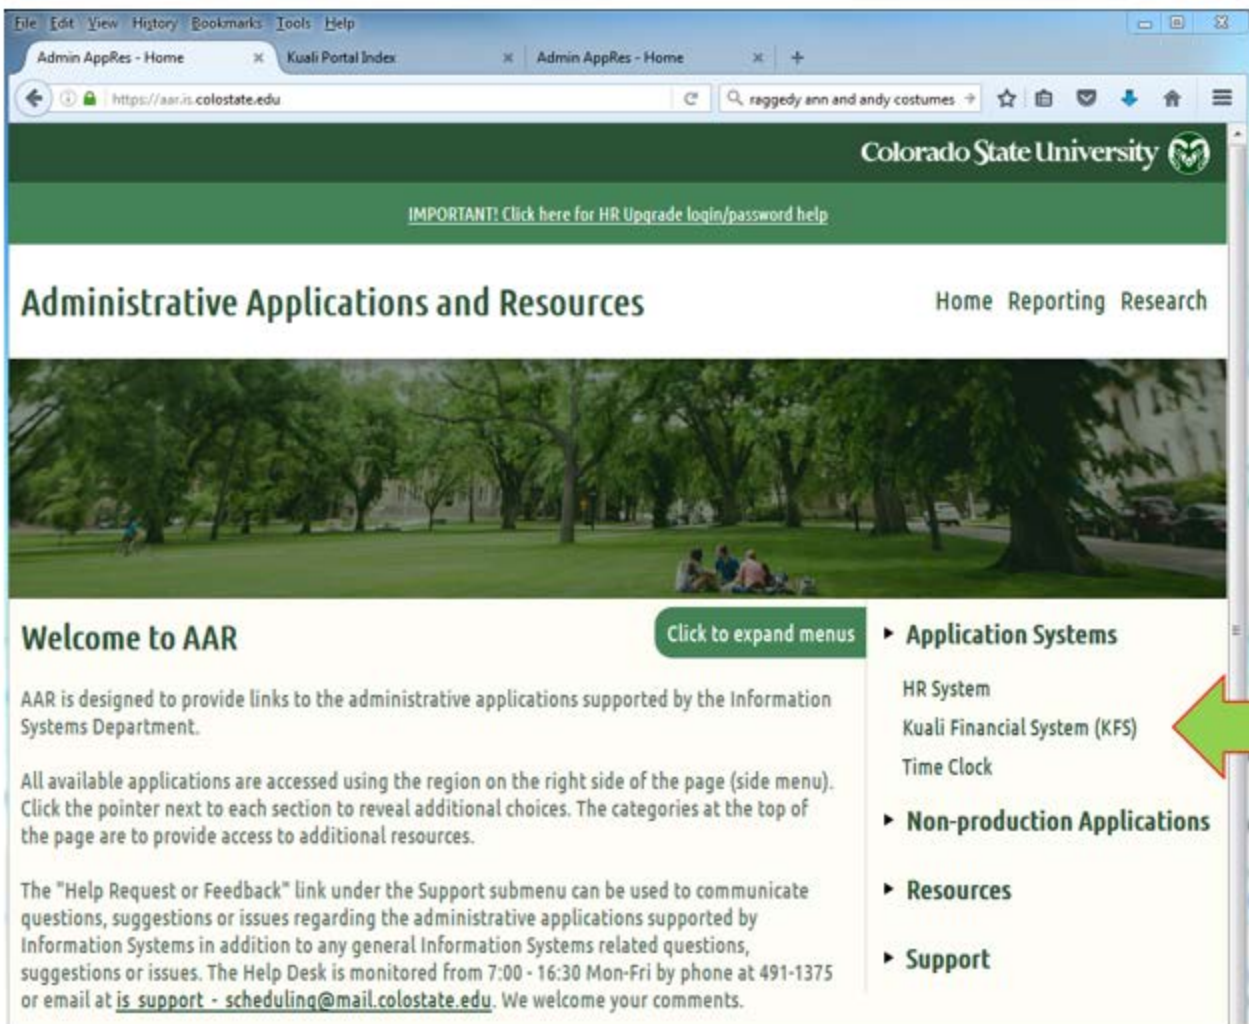 File Edit View History Bookmarks Tools Help
Admin AppRes - Home Kuali Portal Index Admin AppRes - Home
https://aar.is.colostate.edu raggedy ann and andy costumes
Colorado State University
IMPORTANT! Click here for HR Upgrade login/password help
Administrative Applications and Resources
Home Reporting Research
Welcome to AAR
Click to expand menus
AAR is designed to provide links to the administrative applications supported by the Information
Systems Department.
All available applications are accessed using the region on the right side of the page (side menu).
Click the pointer next to each section to reveal additional choices. The categories at the top of
the page are to provide access to additional resources.
The "Help Request or Feedback" link under the Support submenu can be used to communicate
questions, suggestions or issues regarding the administrative applications supported by
Information Systems in addition to any general Information Systems related questions,
suggestions or issues. The Help Desk is monitored from 7:00 - 16:30 Mon-Fri by phone at 491-1375
or email at is_support_-_scheduling@mail.colostate.edu. We welcome your comments.
Application Systems
HR System
Kuali Financial System (KFS)
Time Clock
Non-production Applications
Resources
Support